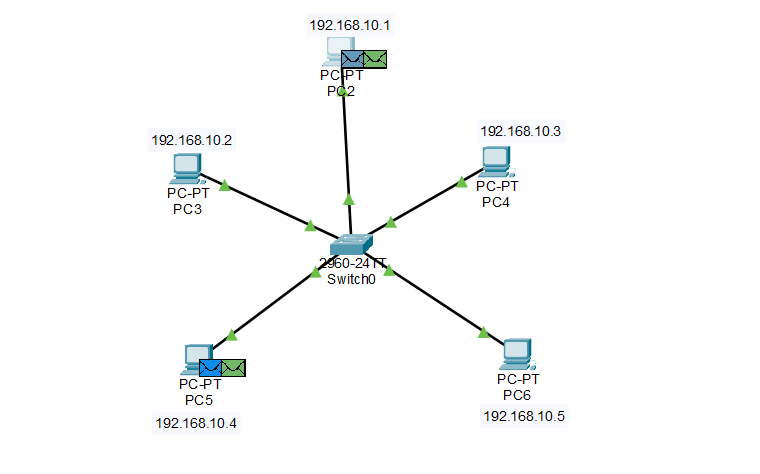 192.168.10.1
PC-PT
PC2
192.168.10.2
PC-PT
PC3
192.168.10.3
PC-PT
PC4
2960-24TT
Switch0
PC-PT
PC5
192.168.10.4
PC-PT
PC6
192.168.10.5